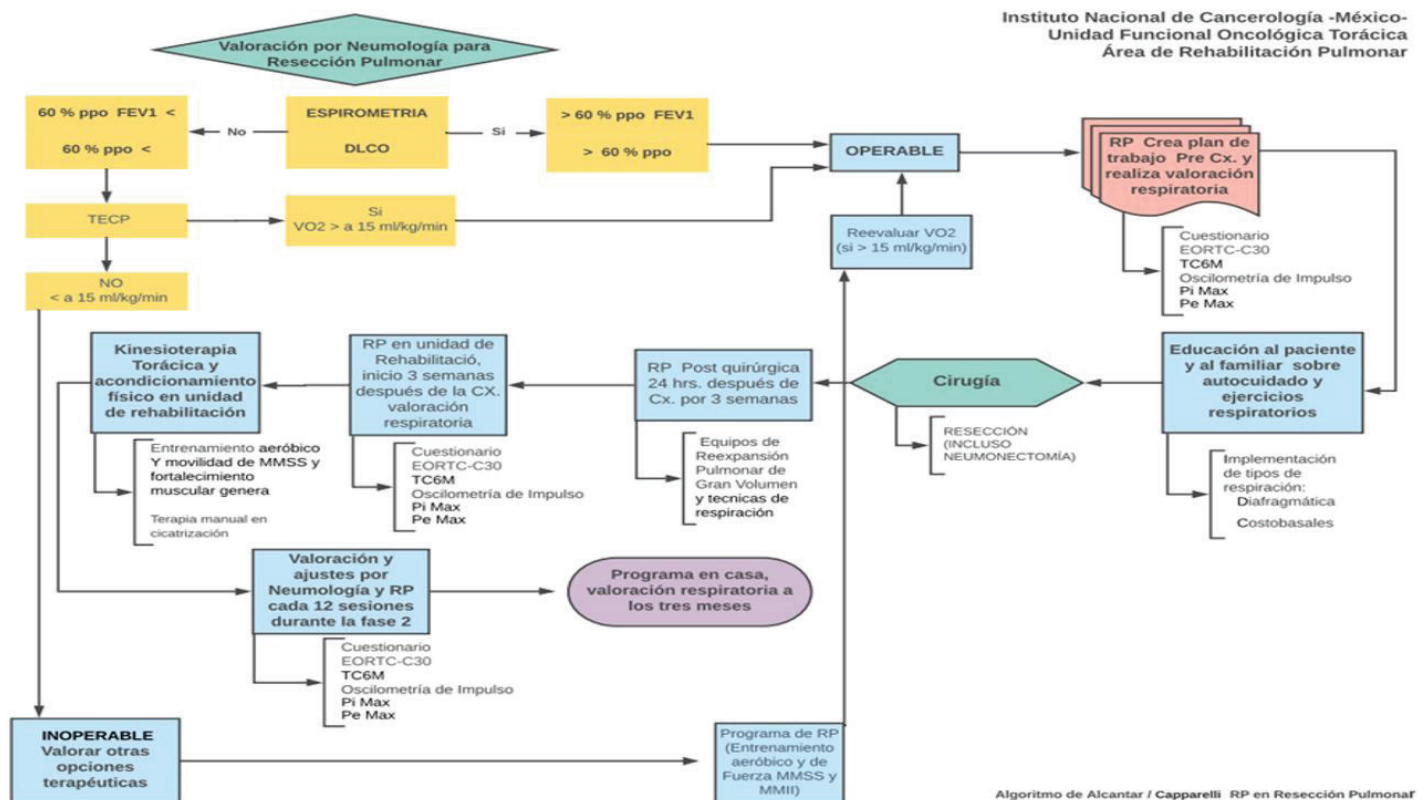 Instituto Nacional de Cancerología -México-
Unidad Funcional Oncológica Torácica
Área de Rehabilitación Pulmonar
Valoración por Neumología para
Resección Pulmonar
60 % ppo FEV1 <
60 % ppo <
No
ESPIROMETRIA
DLCO
Si
> 60 % ppo FEV1
> 60 % ppo
OPERABLE
RP Crea plan de
trabajo Pre Cx. y
realiza valoración
respiratoria
TECP
Si
VO2 > a 15 ml/kg/min
Reevaluar VO2
(si > 15 ml/kg/min)
Cuestionario
EORTC-C30
TC6M
Oscilometría de Impulso
Pi Max
Pe Max
NO
< a 15 ml/kg/min
Kinesioterapia
Torácica y
acondicionamiento
físico en unidad
de rehabilitación
RP en unidad de
Rehabilitació,
inicio 3 semanas
después de la CX.
valoración
respiratoria
RP Post quirúrgica
24 hrs. después de
Cx. por 3 semanas
Cirugía
Educación al paciente
y al familiar sobre
autocuidado y
ejercicios
respiratorios
Entrenamiento aeróbico
Y movilidad de MMSS y
fortalecimiento
muscular genera
Terapia manual en
cicatrización
Cuestionario
EORTC-C30
TC6M
Oscilometría de Impulso
Pi Max
Pe Max
Equipos de
Reexpansión
Pulmonar de
Gran Volumen
y tecnicas de
respiración
RESECCIÓN
(INCLUSO
NEUMONECTOMÍA)
Implementación
de tipos de
respiración:
Diafragmática
Costobasales
Valoración y
ajustes por
Neumología y RP
cada 12 sesiones
durante la fase 2
Programa en casa,
valoración respiratoria a
los tres meses
Cuestionario
EORTC-C30
TC6M
Oscilometría de Impulso
Pi Max
Pe Max
INOPERABLE
Valorar otras
opciones
terapéuticas
Programa de RP
(Entrenamiento
aeróbico y de
Fuerza MMSS y
MMII)
Algoritmo de Alcantar / Capparelli RP en Resección Pulmonar